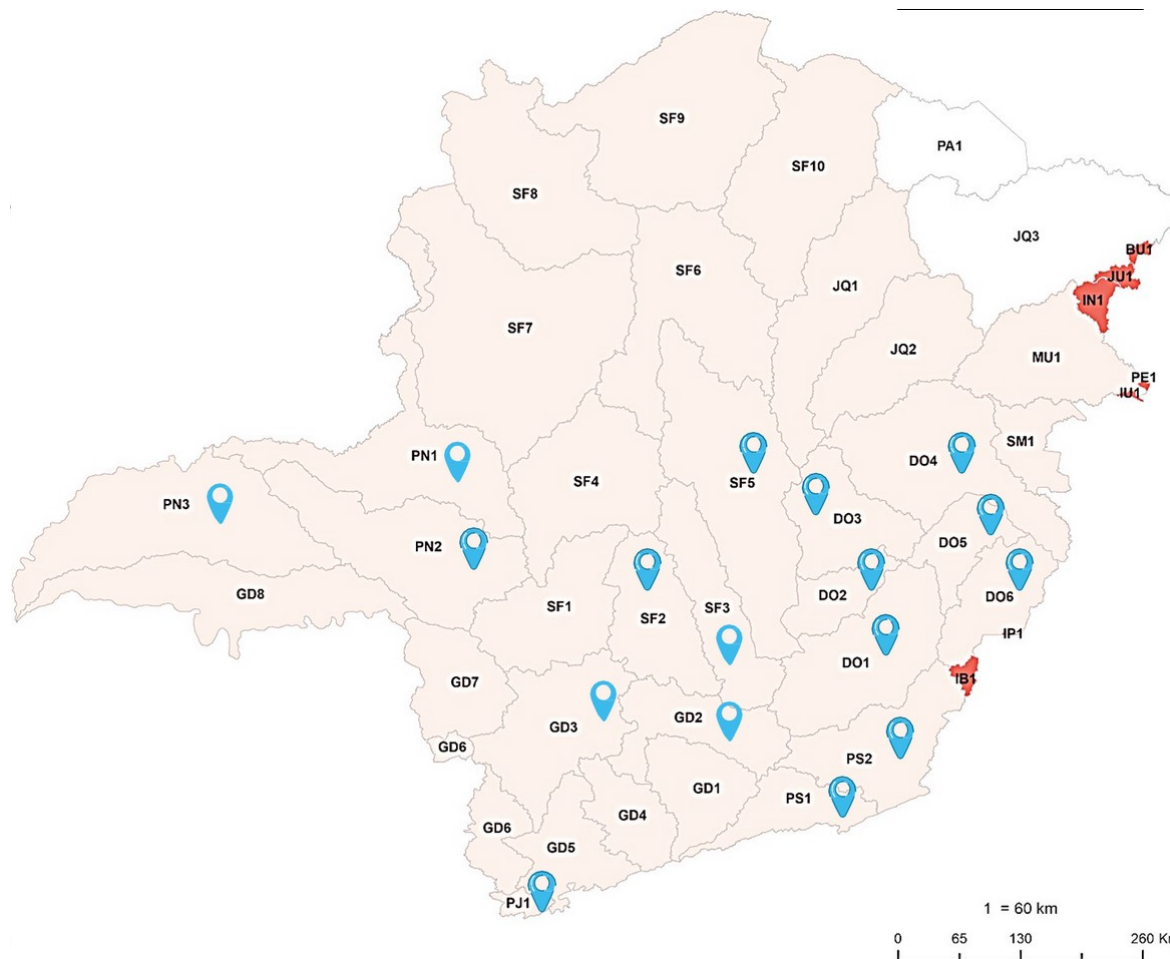 SF9
PA1
SF10
SF8
JQ3
BU1
SF6
JU1
JQ1
IN1
SF7
JQ2
MU1
PE1
IU1
SM1
PN1
DO4
SF4
SF5
PN3
DO3
PN2
DO5
GD8
DO2
DO6
SF1
SF3
SF2
IP1
DO1
GD7
IB1
GD2
GD3
GD6
PS2
GD1
PS1
GD4
GD6
GD5
PJ1
1 = 60 km
0 65 130 260 Km